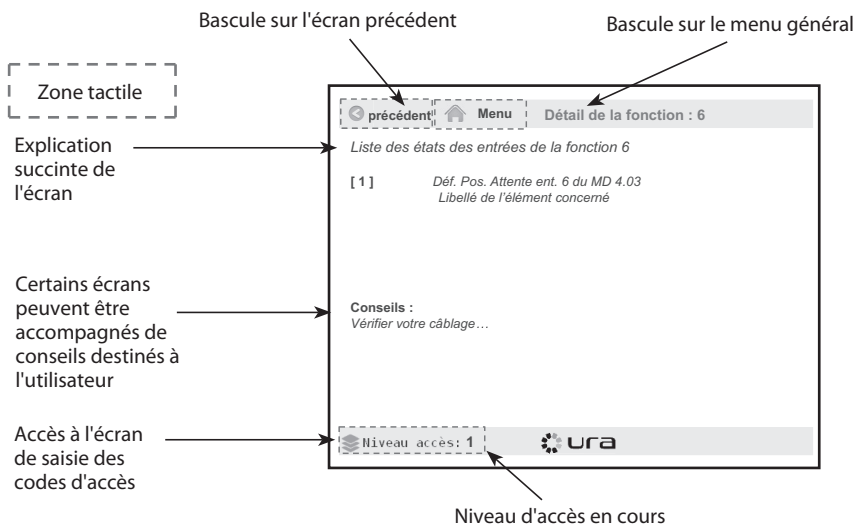 Bascule sur l'écran précédent
Bascule sur le menu général
Zone tactile
précédent
Menu
Détail de la fonction : 6
Explication
succinte de
l'écran
Liste des états des entrées de la fonction 6
[ 1 ]
Déf. Pos. Attente ent. 6 du MD 4.03
Libellé de l'élément concerné
Certains écrans
peuvent être
accompagnés de
conseils destinés à
l'utilisateur
Conseils :
Vérifier votre câblage…
Accès à l'écran
de saisie des
codes d'accès
Niveau accès: 1
ura
Niveau d'accès en cours